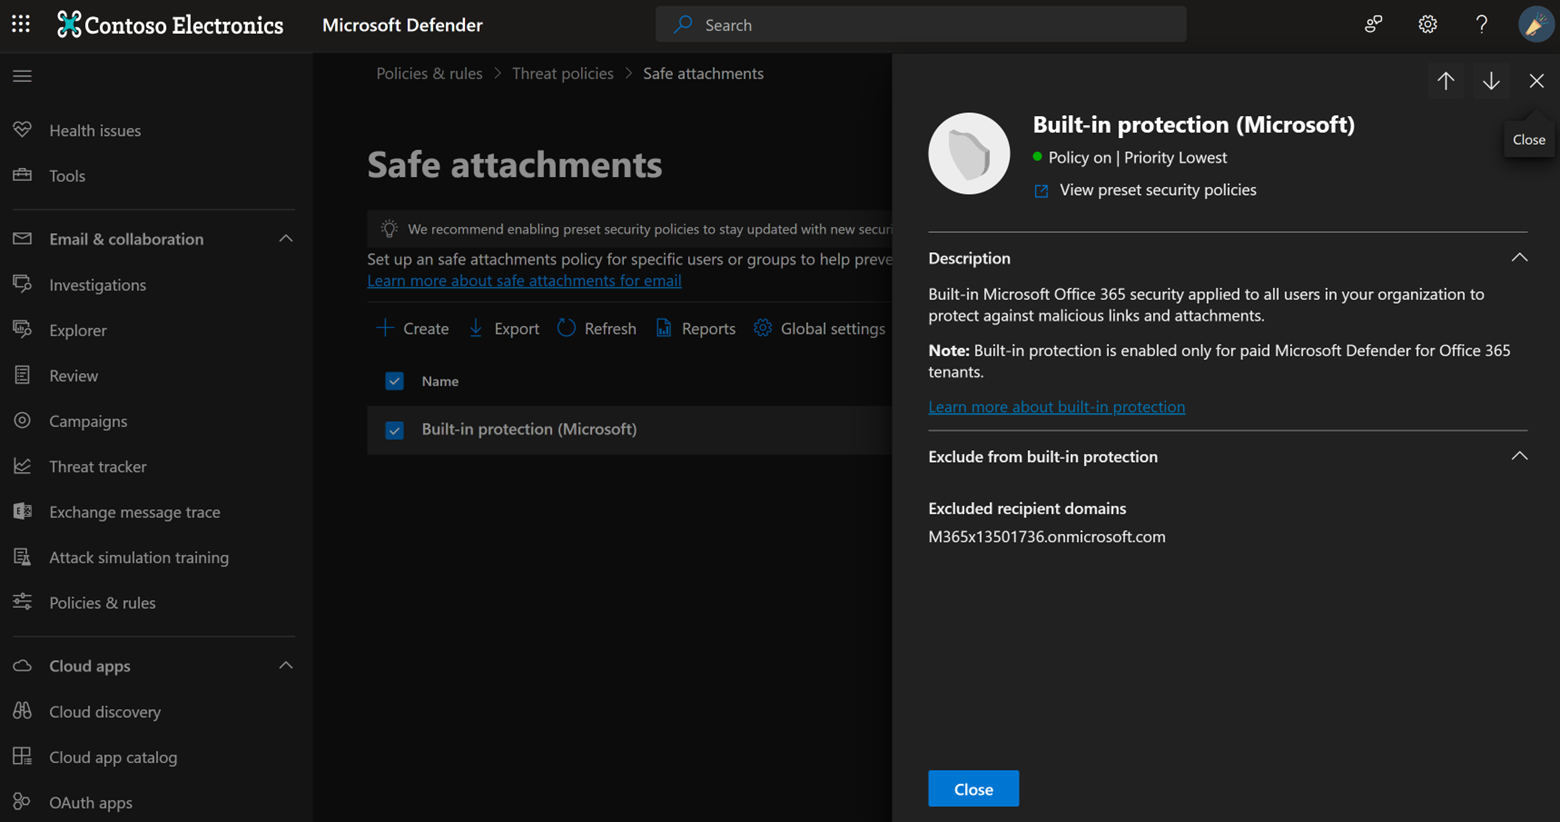 Contoso Electronics
Microsoft Defender
Search
Health issues
Tools
Email & collaboration
Investigations
Explorer
Review
Campaigns
Threat tracker
Exchange message trace
Attack simulation training
Policies & rules
Cloud apps
Cloud discovery
Cloud app catalog
OAuth apps
Policies & rules > Threat policies > Safe attachments
Safe attachments
We recommend enabling preset security policies to stay updated with new securi
Set up an safe attachments policy for specific users or groups to help preve
Learn more about safe attachments for email
Create Export Refresh Reports Global settings
Name
Built-in protection (Microsoft)
Close
Built-in protection (Microsoft)
Policy on | Priority Lowest
View preset security policies
Description
Built-in Microsoft Office 365 security applied to all users in your organization to
protect against malicious links and attachments.
Note: Built-in protection is enabled only for paid Microsoft Defender for Office 365
tenants.
Learn more about built-in protection
Exclude from built-in protection
Excluded recipient domains
M365x13501736.onmicrosoft.com
Close